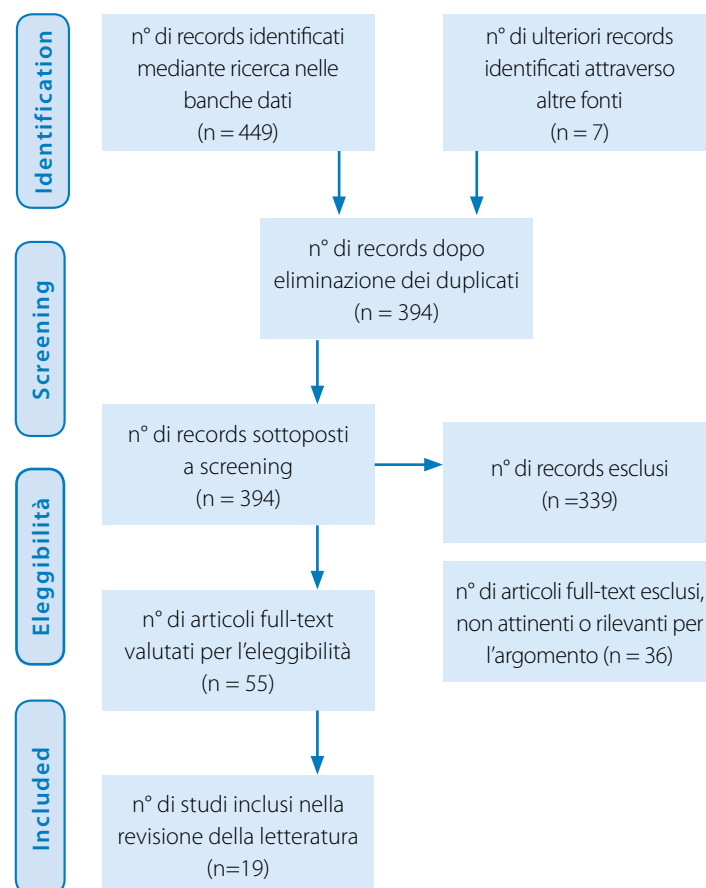 Identification
n° di records identificati
mediante ricerca nelle
banche dati
(n = 449)
n° di ulteriori records
identificati attraverso
altre fonti
(n = 7)
Screening
n° di records dopo
eliminazione dei duplicati
(n = 394)
n° di records sottoposti
a screening
(n = 394)
n° di records esclusi
(n =339)
Eleggibilità
n° di articoli full-text
valutati per l'eleggibilità
(n = 55)
n° di articoli full-text esclusi,
non attinenti o rilevanti per
l'argomento (n = 36)
Included
n° di studi inclusi nella
revisione della letteratura
(n=19)